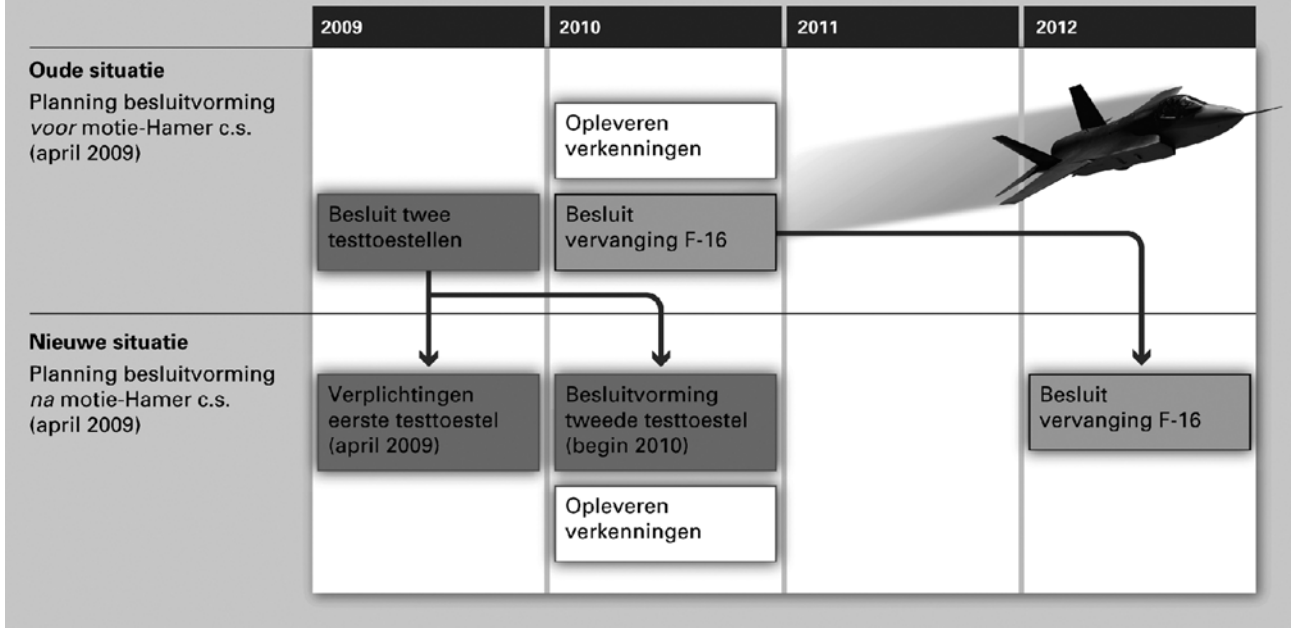 2009
2010
2011
2012
Oude situatie
Planning besluitvorming
voor motie-Hamer c.s.
(april 2009)
Opleveren
verkenningen
Besluit twee
testtoestellen
Besluit
vervanging F-16
Nieuwe situatie
Planning besluitvorming
na motie-Hamer c.s.
(april 2009)
Verplichtingen
eerste testtoestel
(april 2009)
Besluitvorming
tweede testtoestel
(begin 2010)
Besluit
vervanging F-16
Opleveren
verkenningen